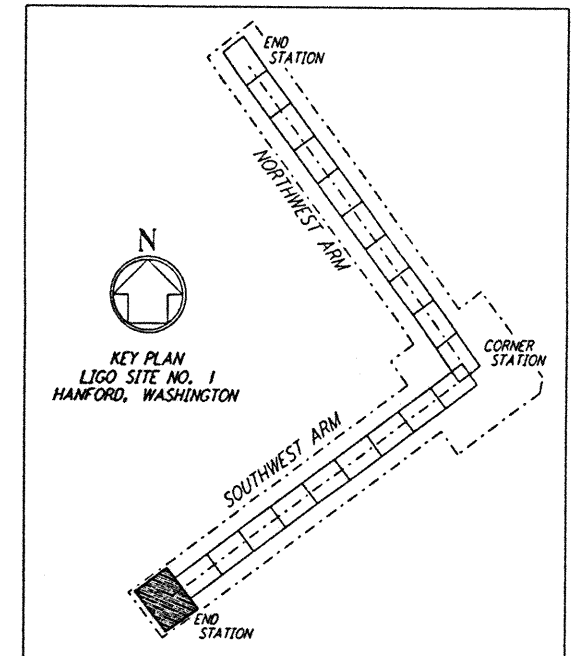 END
STATION
NORTHWEST ARM
N
KEY PLAN
LIGO SITE NO. 1
HANFORD, WASHINGTON
CORNER
STATION
SOUTHWEST ARM
END
STATION